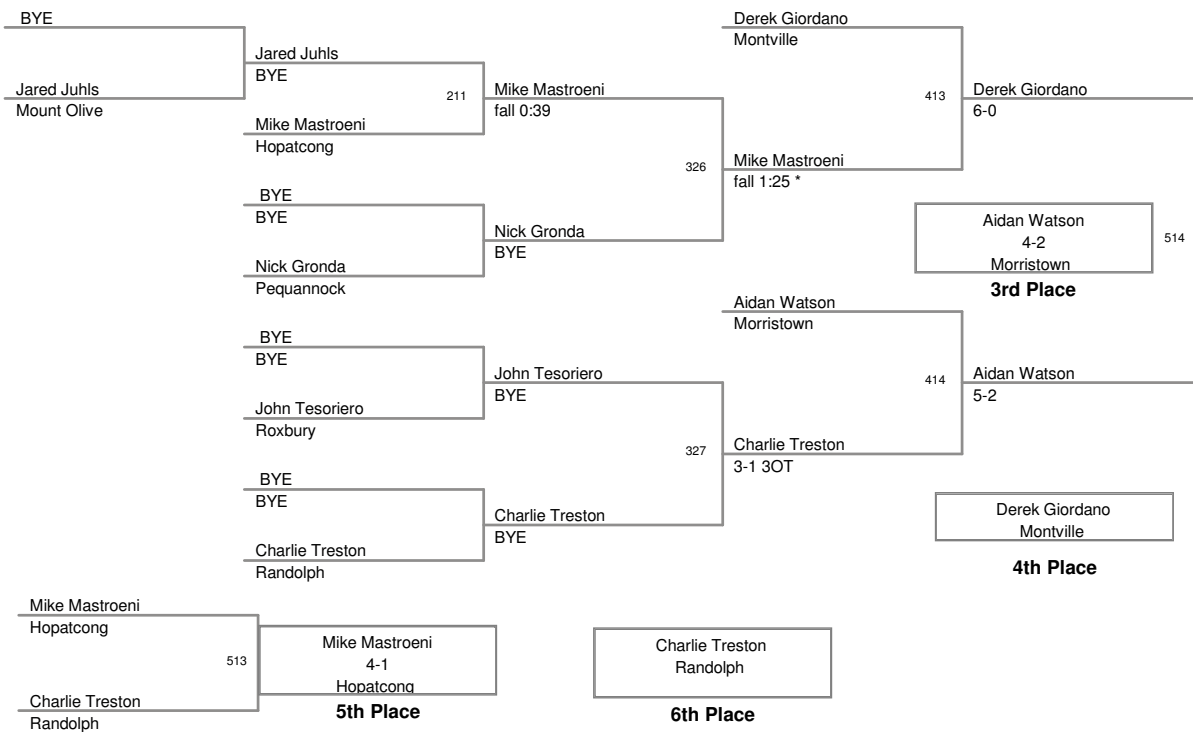 BYE
Jared Juhls
Mount Olive
Jared Juhls
BYE
Mike Mastroeni
Hopatcong
211
BYE
BYE
Nick Gronda
Pequannock
BYE
BYE
John Tesoriero
Roxbury
BYE
BYE
Charlie Treston
Randolph
Mike Mastroeni
fall 0:39
Nick Gronda
BYE
326
John Tesoriero
BYE
Charlie Treston
BYE
327
Derek Giordano
Montville
Mike Mastroeni
fall 1:25 *
413
Aidan Watson
Morristown
Charlie Treston
3-1 3OT
414
Derek Giordano
6-0
Aidan Watson
4-2
Morristown
514
3rd Place
Aidan Watson
5-2
Derek Giordano
Montville
4th Place
Mike Mastroeni
Hopatcong
Charlie Treston
Randolph
513
Mike Mastroeni
4-1
Hopatcong
5th Place
Charlie Treston
Randolph
6th Place